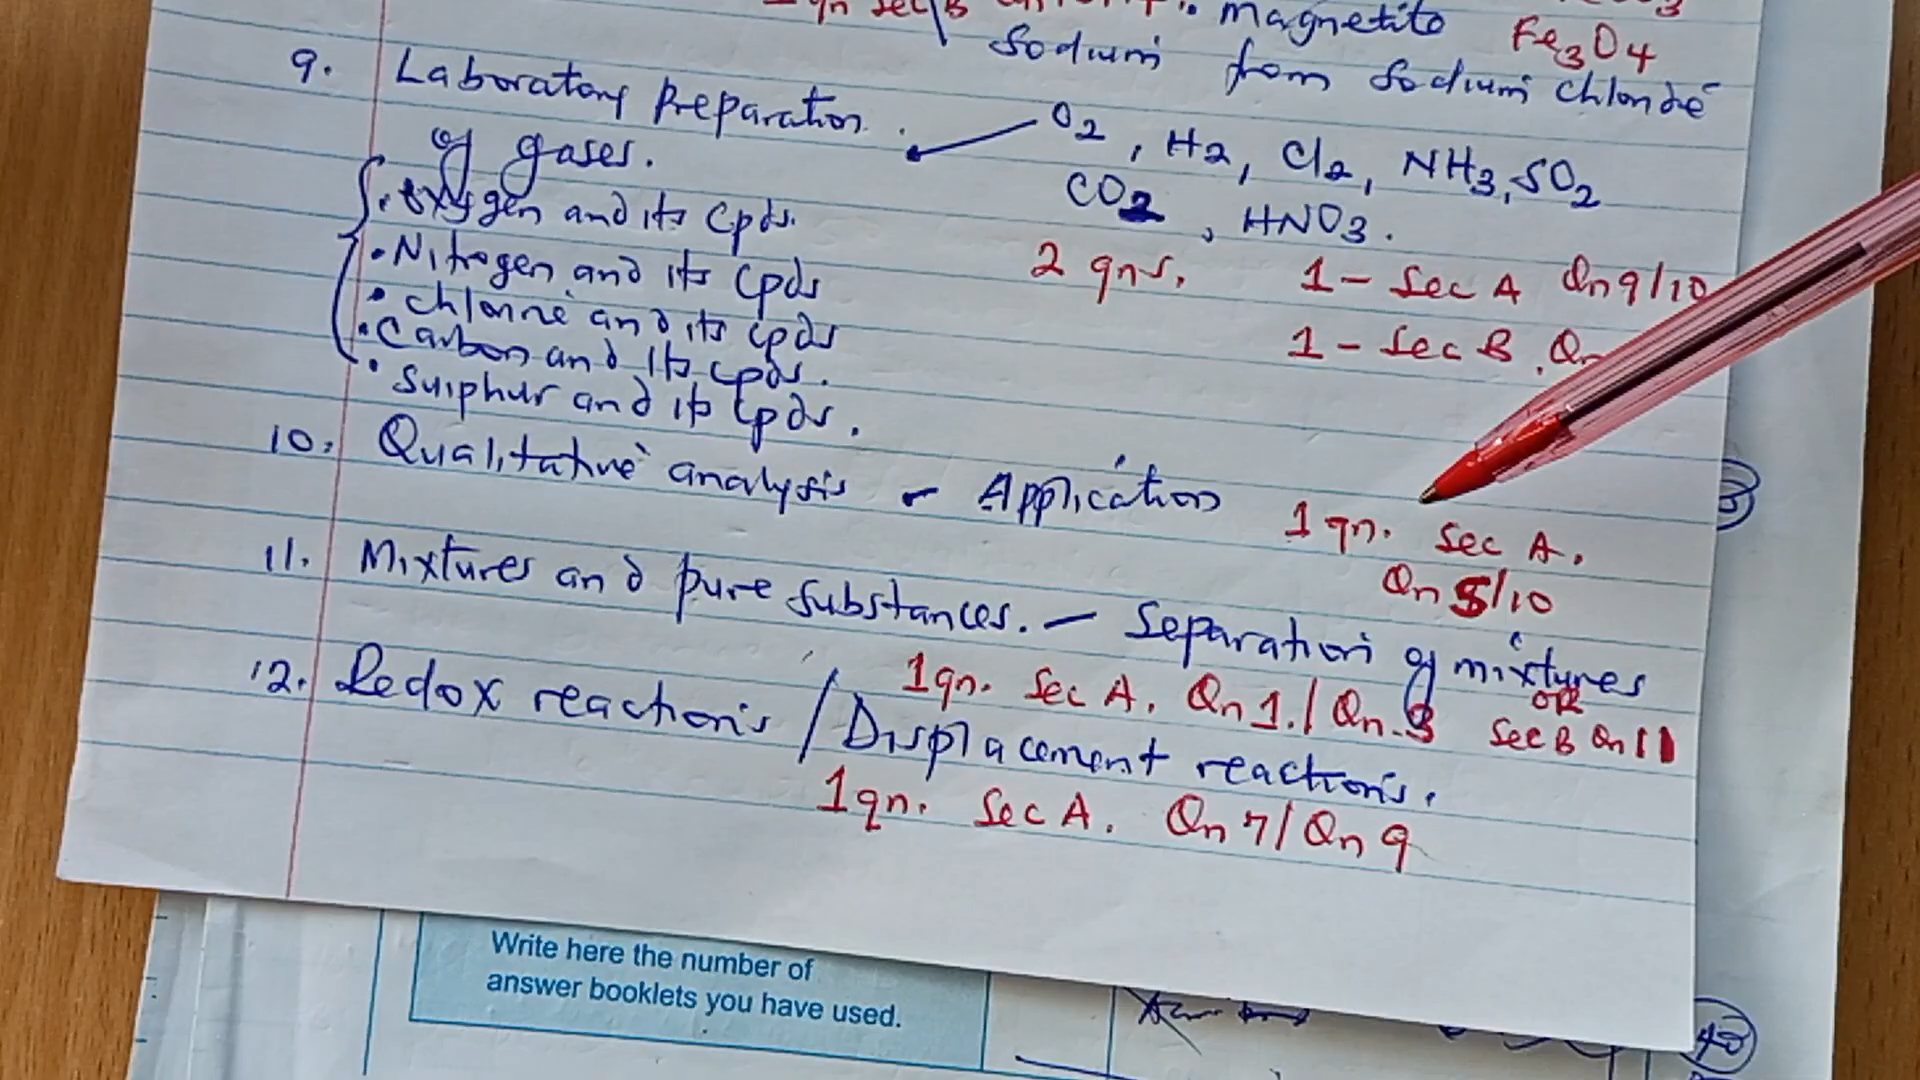 magnetite Fe3O4
Sodium from Sodium chloride
9. Laboratory Preparation
of gases.
O2, H2, Cl2, NH3, SO2
CO2, HNO3.
• oxygen and its cpds.
• Nitrogen and its cpds
• chlorine and its cpds
• Carbon and its cpds.
• Sulphur and its cpds.
2 qns. 1 - Sec A Qn 9/10
1 - Sec B. Qn
10. Qualitative analysis - Application
1 qn. Sec A.
Qn 5/10
11. Mixtures and pure substances. - Separation of mixtures
1 qn. Sec A. Qn 1. / Qn. 3 OR Sec B Qn 11
12. Redox reactions / Displacement reactions.
1 qn. Sec A. Qn 7 / Qn 9
Write here the number of
answer booklets you have used.
48